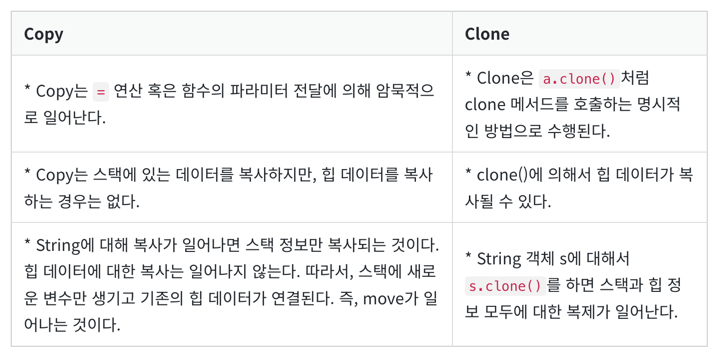 Copy
Clone
* Copy는 = 연산 혹은 함수의 파라미터 전달에 의해 암묵적으
로 일어난다.
* Clone은 a.clone() 처럼
clone 메서드를 호출하는 명시적
인 방법으로 수행된다.
* Copy는 스택에 있는 데이터를 복사하지만, 힙 데이터를 복사
하는 경우는 없다.
* clone()에 의해서 힙 데이터가 복
사될 수 있다.
* String에 대해 복사가 일어나면 스택 정보만 복사되는 것이다.
힙 데이터에 대한 복사는 일어나지 않는다. 따라서, 스택에 새로
운 변수만 생기고 기존의 힙 데이터가 연결된다. 즉, move가 일
어나는 것이다.
* String 객체 s에 대해서
s.clone() 를 하면 스택과 힙 정
보 모두에 대한 복제가 일어난다.